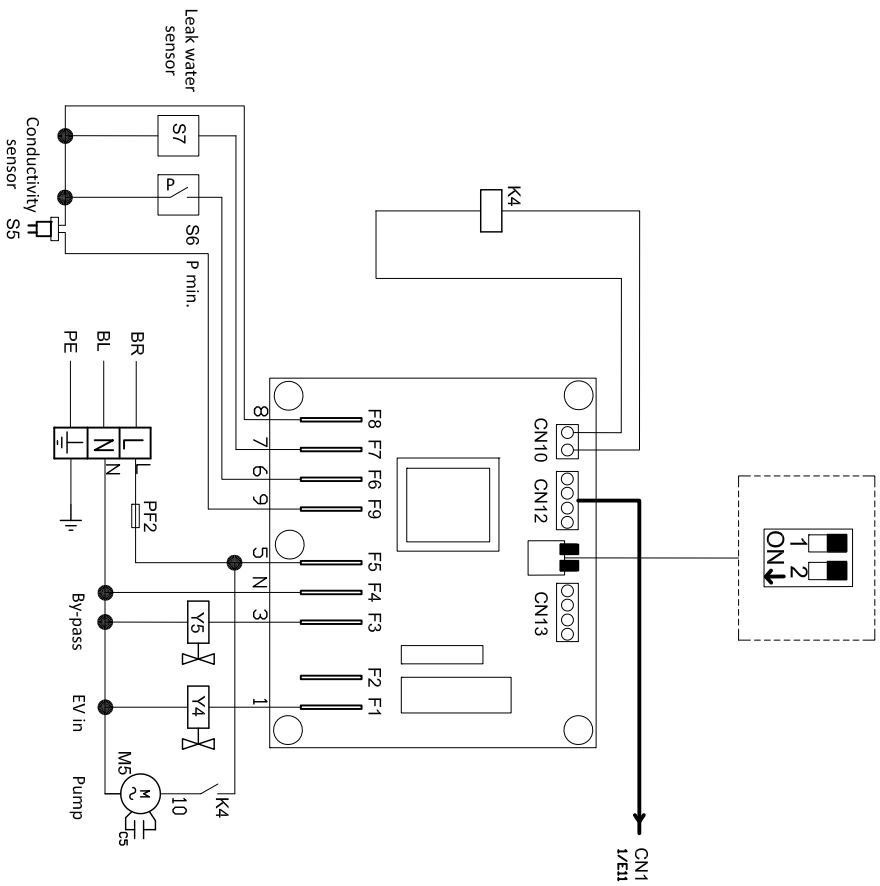 Leak water
sensor
S7
P
S6
P min.
Conductivity
sensor
S5
K4
BR
BL
PE
L
N
L
N
PF2
8
7
6
9
5
N
3
1
F8
F7
F6
F9
F5
F4
F3
F2
F1
CN10
CN12
CN13
1
2
ON
CN1
1/E11
By-pass
Y5
EV in
Y4
Pump
M5
M
10
C5
K4